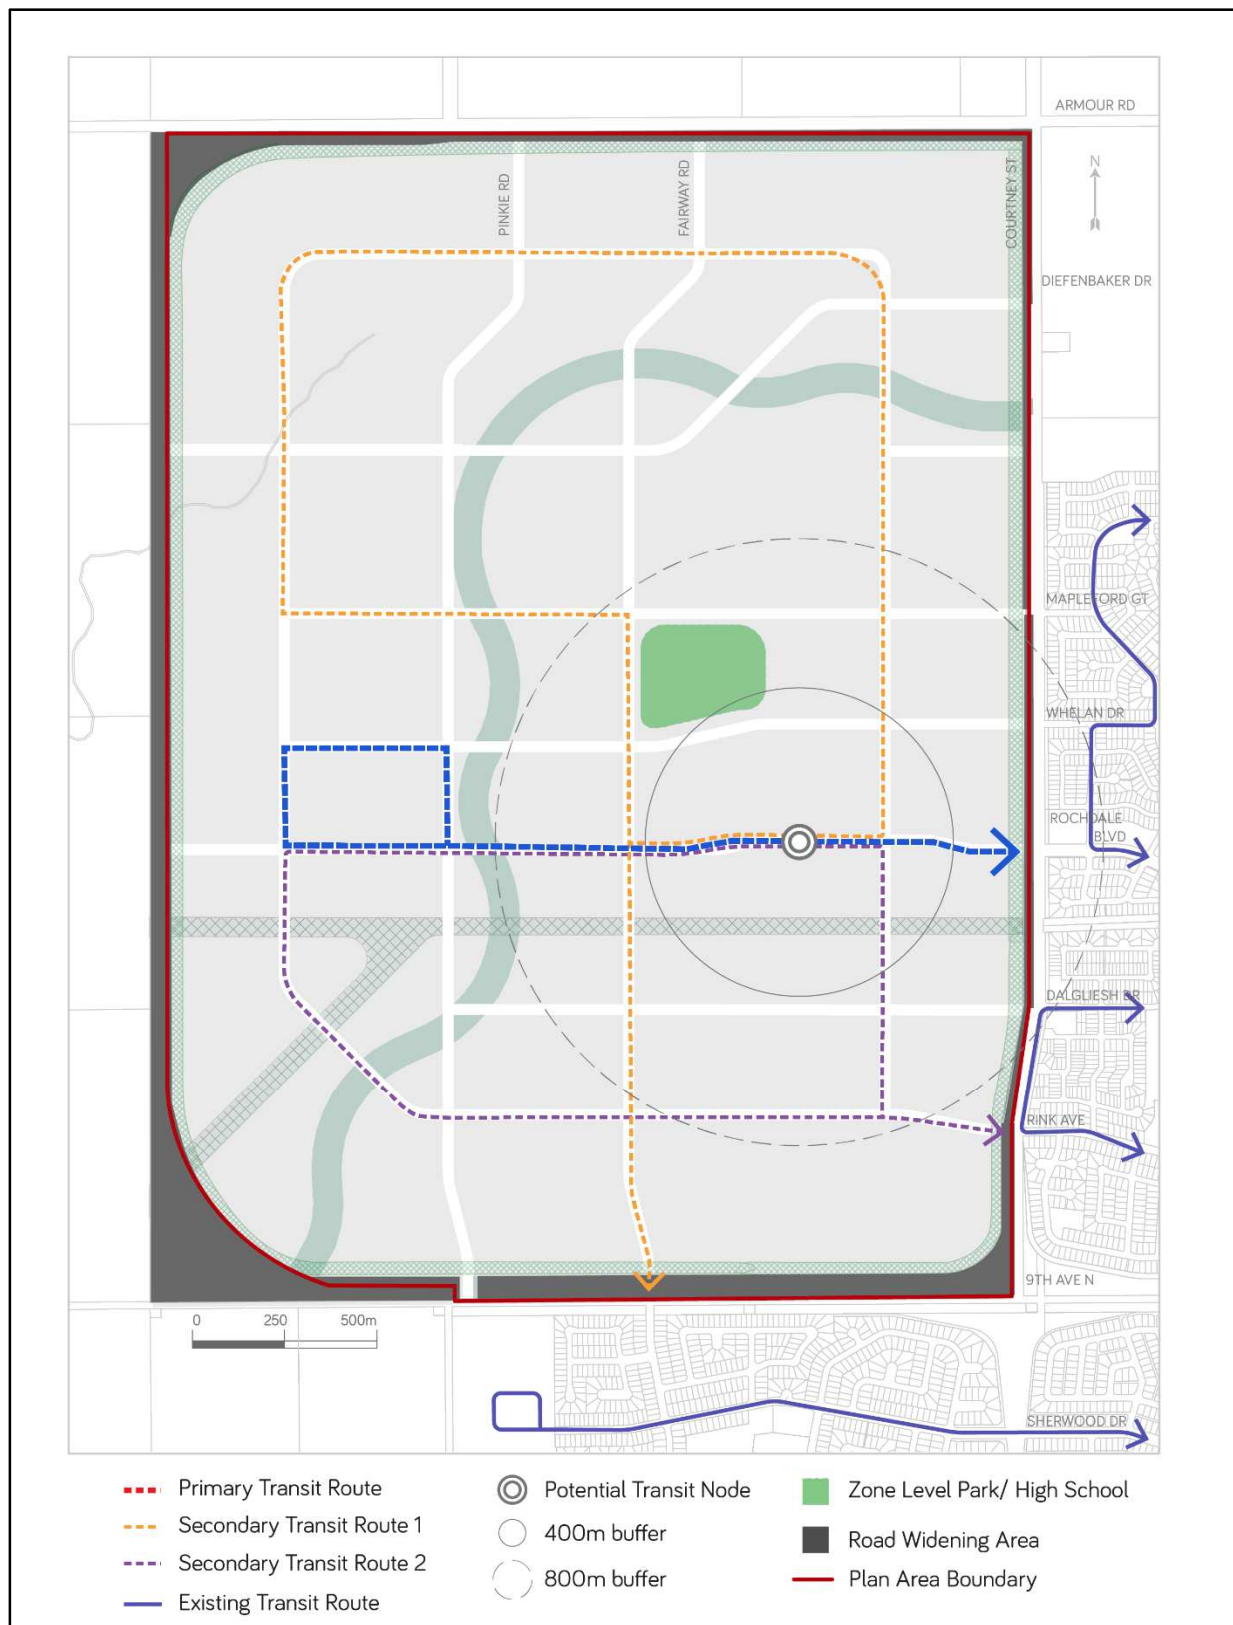 ARMOUR RD
N
PINKIE RD
FAIRWAY RD
COURTNEY ST
DIEFENBAKER DR
MAPLEFORD GT
WHELAN DR
ROCHDALE
BLVD
DALGLIESH DR
RINK AVE
9TH AVE N
0 250 500m
SHERWOOD DR
Primary Transit Route
Secondary Transit Route 1
Secondary Transit Route 2
Existing Transit Route
Potential Transit Node
400m buffer
800m buffer
Zone Level Park/ High School
Road Widening Area
Plan Area Boundary